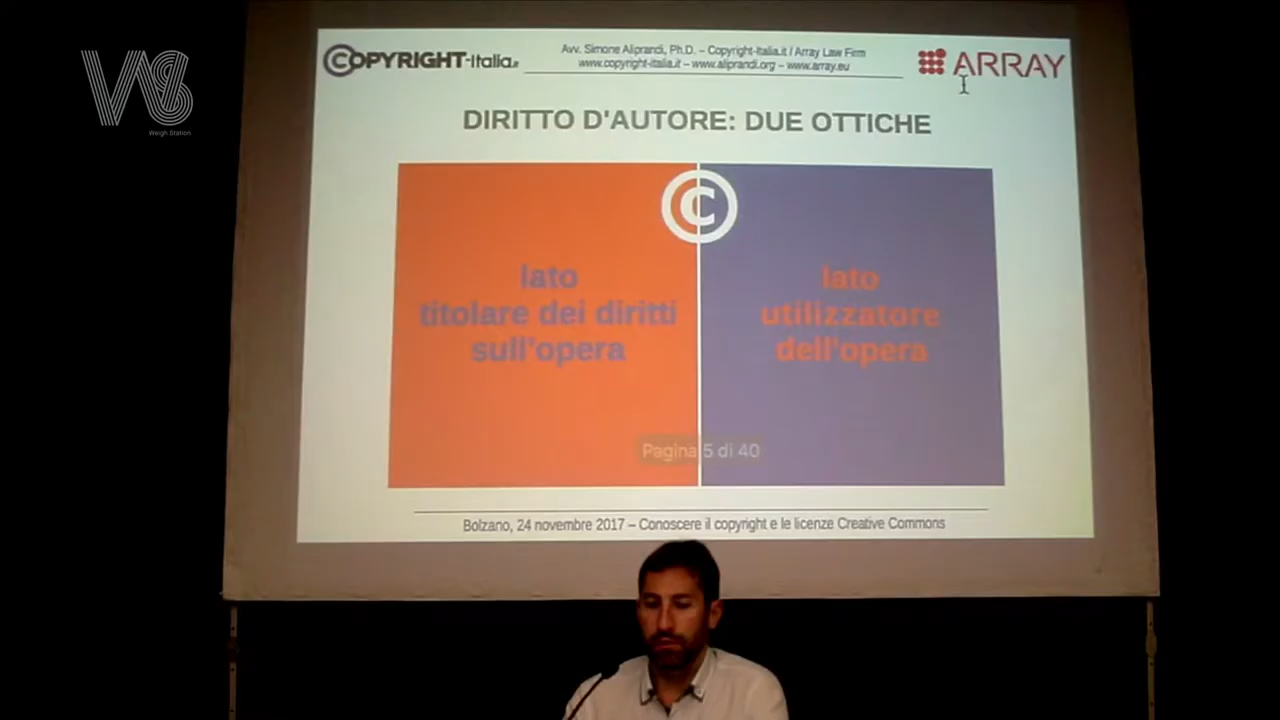 WS
Weigh Station
COPYRIGHT-Italia.it
Avv. Simone Aliprandi, Ph.D. – Copyright-Italia.it / Array Law Firm
www.copyright-italia.it – www.aliprandi.org – www.array.eu
ARRAY
DIRITTO D'AUTORE: DUE OTTICHE
©
lato
titolare dei diritti
sull'opera
lato
utilizzatore
dell'opera
Pagina 5 di 40
Bolzano, 24 novembre 2017 – Conoscere il copyright e le licenze Creative Commons